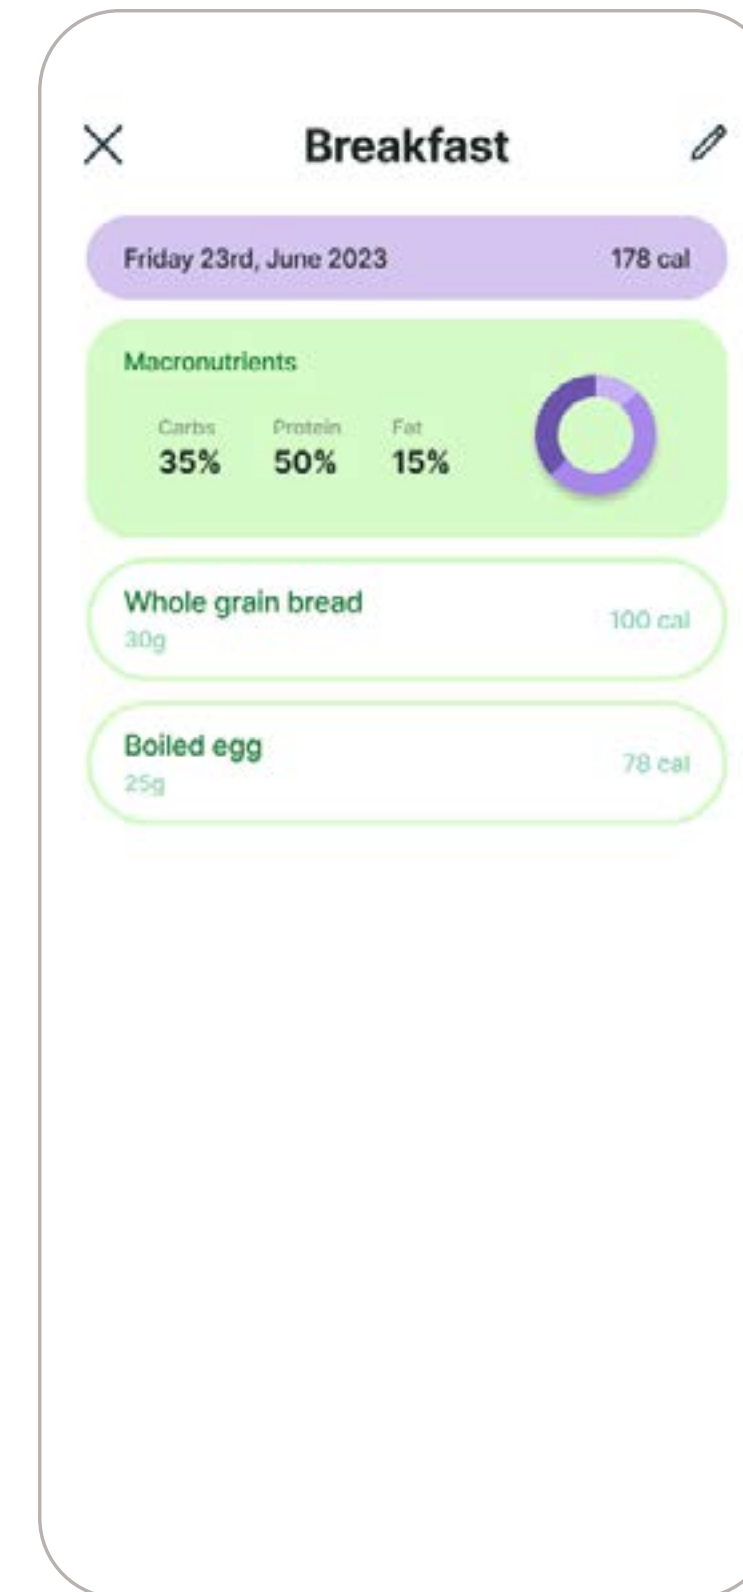 Breakfast
Friday 23rd, June 2023 178 cal
Macronutrients
Carbs Protein Fat
35% 50% 15%
Whole grain bread
30g
100 cal
Boiled egg
25g
78 cal